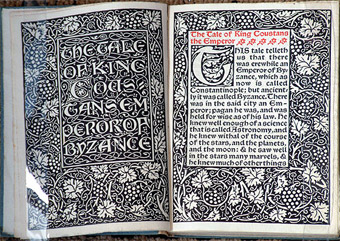 THE TALE
OF KING
COUS
TANS EM
PEROR OF
BYZANCE
The Tale of King Coustans
the Emperor
THIS tale telleth
us that there
was erewhile an
Emperor of By-
zance, which as
now is called
Constantinople; but ancient-
ly it was called Byzance. There
was in the said city an Em-
peror; pagan he was, and was
held for wise as of his law. He
knew well enough of a science
that is called Astronomy, and
he knew withal of the course
of the stars, and the planets,
and the moon: & he saw well
in the stars many marvels, &
he knew much of other things